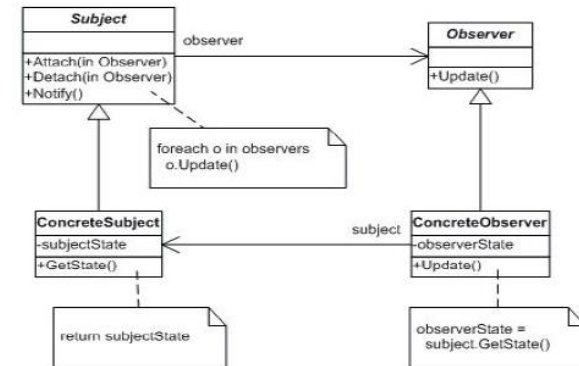 Subject
observer
Observer
+Attach(in Observer)
+Detach(in Observer)
+Notify()
+Update()
foreach o in observers
o.Update()
ConcreteSubject
-subjectState
+GetState()
subject
ConcreteObserver
-observerState
+Update()
return subjectState
observerState =
subject.GetState()